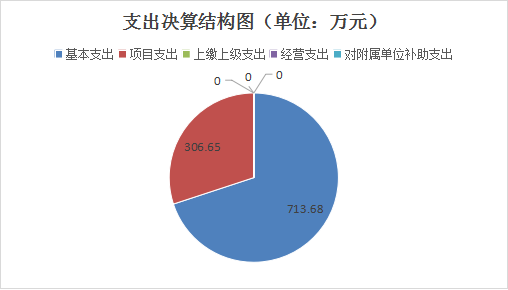 支出决算结构图（单位：万元）
基本支出 项目支出 上缴上级支出 经营支出 对附属单位补助支出
0 0 0
306.65
713.68